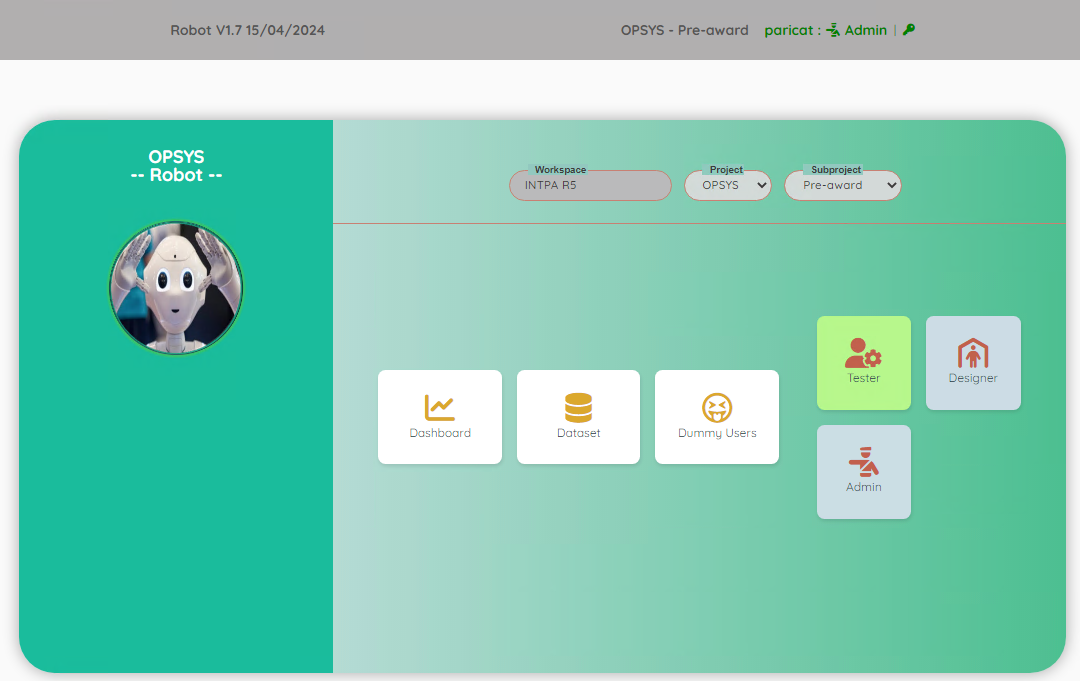 Robot V1.7 15/04/2024
OPSYS - Pre-award paricat : Admin |
OPSYS
-- Robot --
Workspace
INTPA R5
Project
OPSYS
Subproject
Pre-award
Dashboard
Dataset
Dummy Users
Tester
Designer
Admin